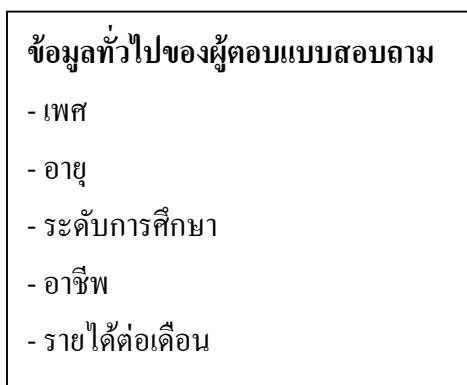 ข้อมูลทั่วไปของผู้ตอบแบบสอบถาม
- เพศ
- อายุ
- ระดับการศึกษา
- อาชีพ
- รายได้ต่อเดือน